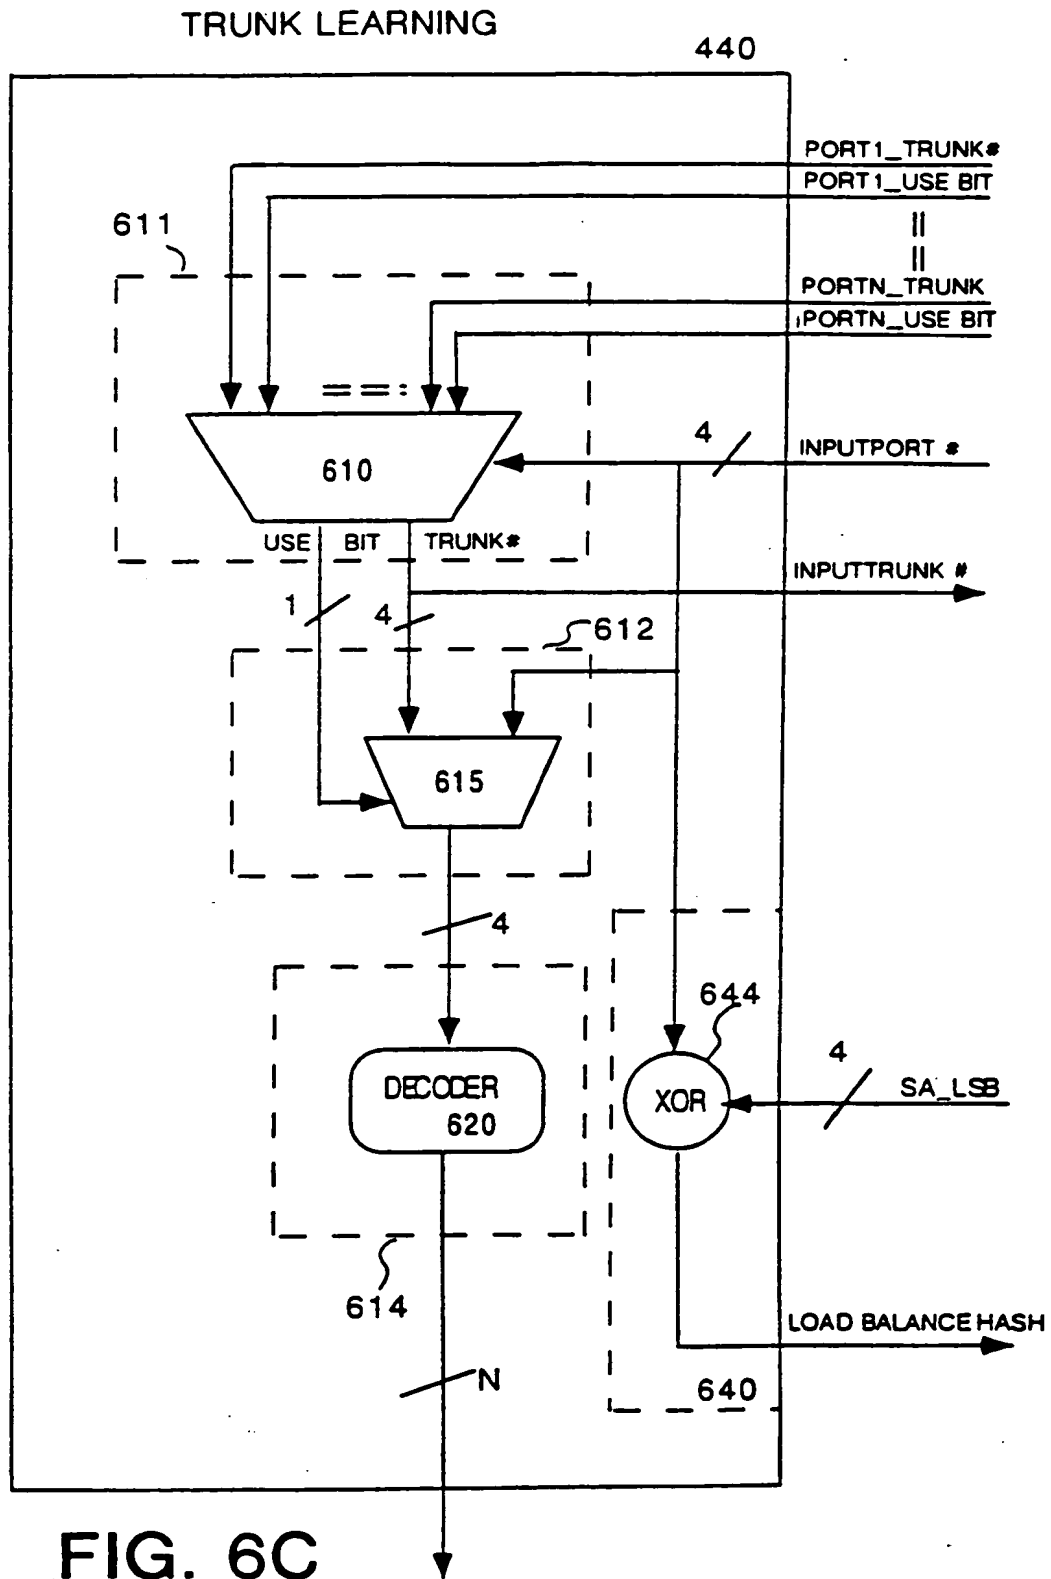 TRUNK LEARNING
440
PORT1_TRUNK#
PORT1_USE BIT
611
PORTN_TRUNK
PORTN_USE BIT
4
INPUTPORT #
610
USE BIT TRUNK#
INPUTTRUNK #
1
4
612
615
4
644
4
SA_LSB
XOR
DECODER
620
614
LOAD BALANCE HASH
640
N
FIG. 6C